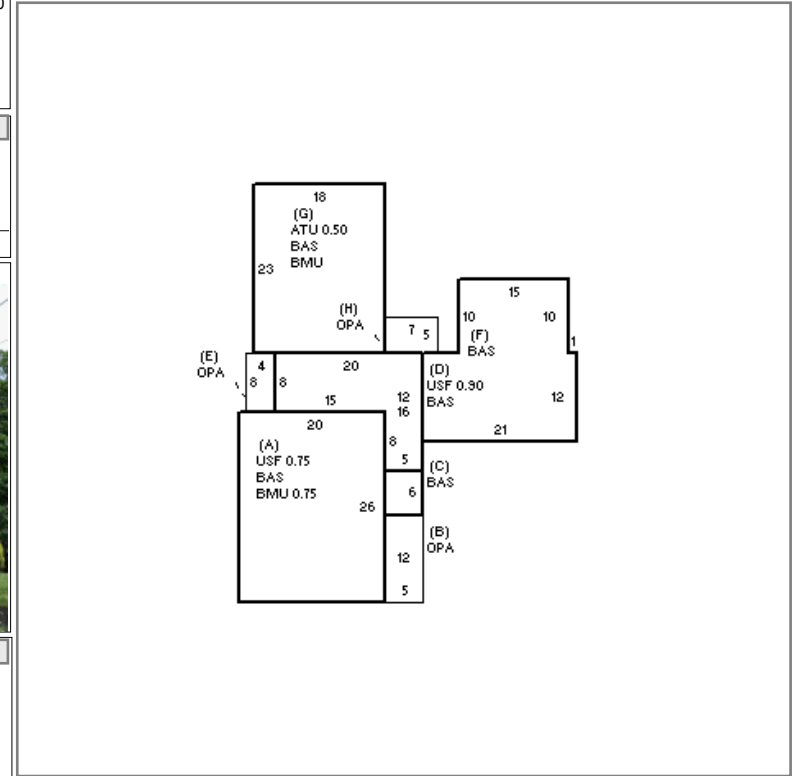 18
(G)
ATU 0.50
BAS
BMU
23
(H)
OPA
7 5
15
10 10
(F)
BAS
1
(E)
OPA
4
8
8
20
15
12
16
(D)
USF 0.90
BAS
12
21
20
(A)
USF 0.75
BAS
BMU 0.75
26
8
5
(C)
BAS
6
(B)
OPA
12
5